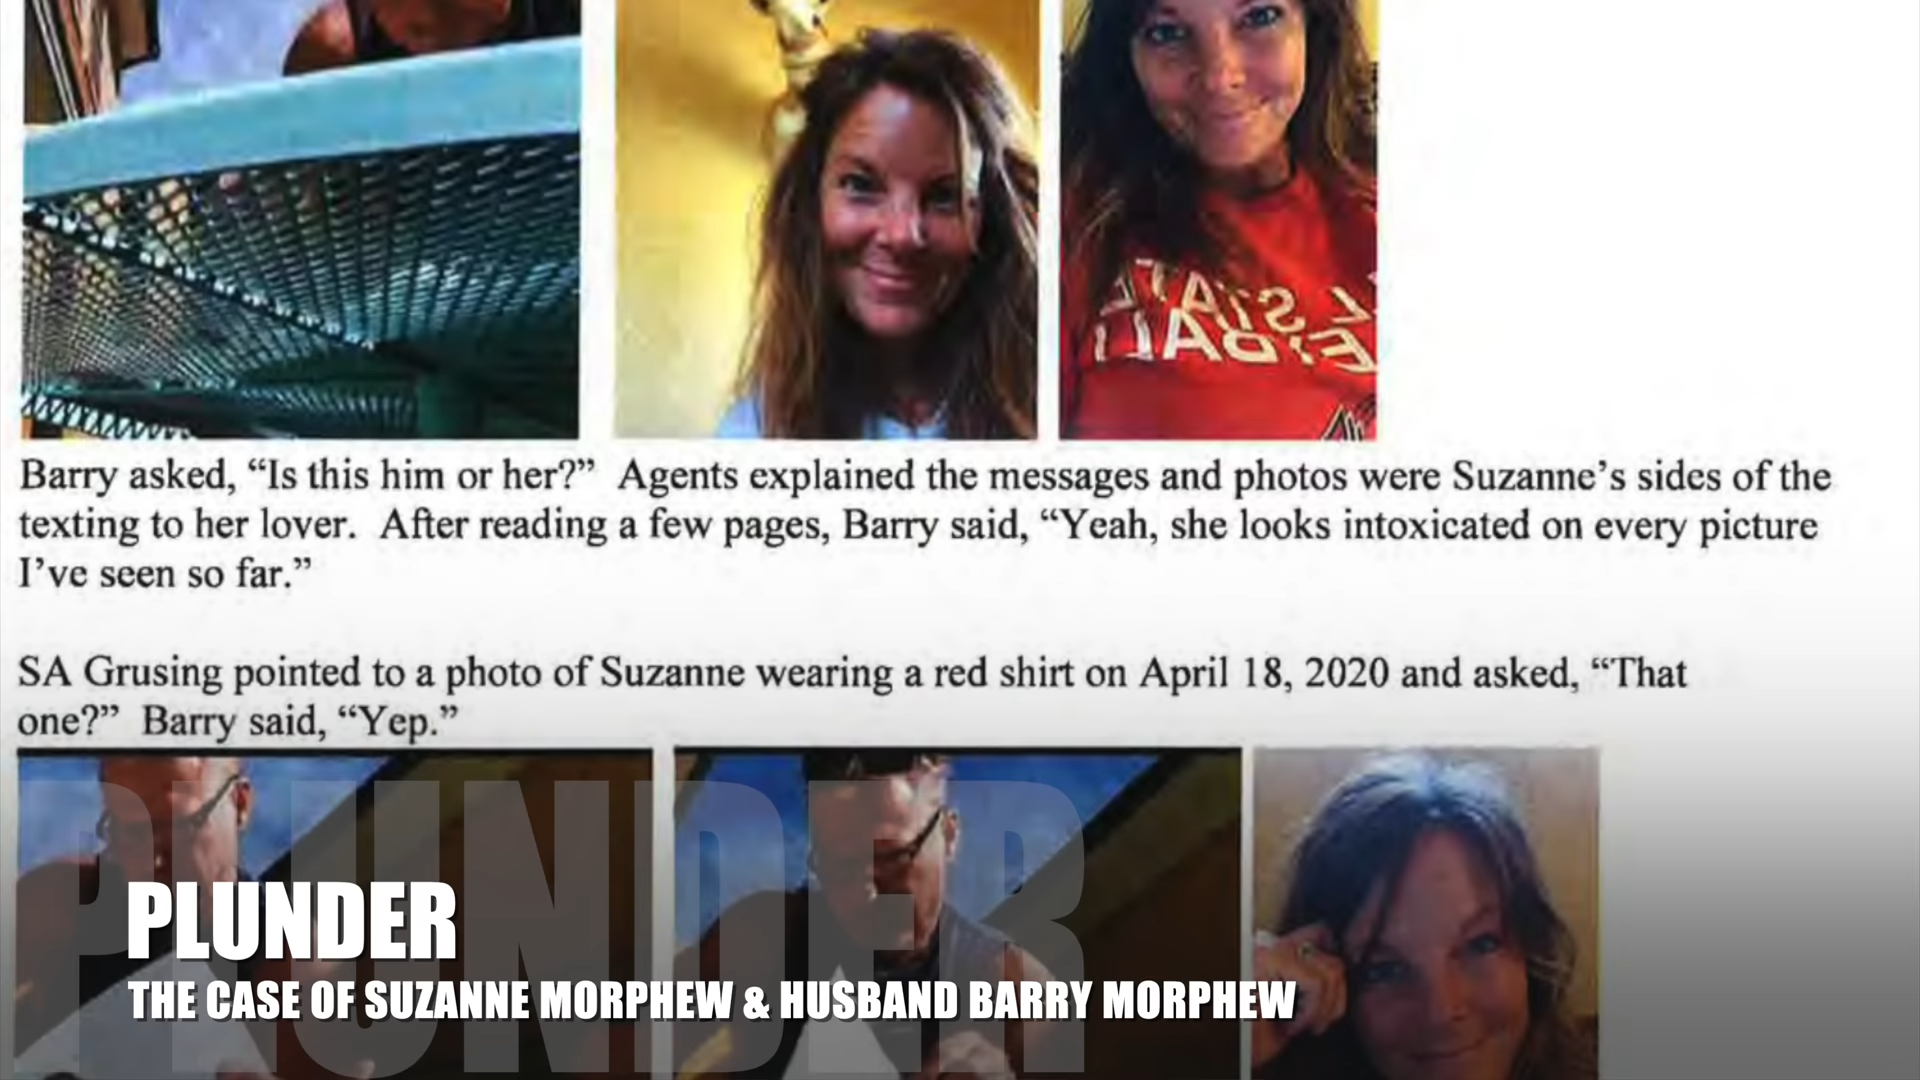 Barry asked, “Is this him or her?” Agents explained the messages and photos were Suzanne’s sides of the
texting to her lover. After reading a few pages, Barry said, “Yeah, she looks intoxicated on every picture
I’ve seen so far.”
SA Grusing pointed to a photo of Suzanne wearing a red shirt on April 18, 2020 and asked, “That
one?” Barry said, “Yep.”
PLUNDER
PLUNDER
THE CASE OF SUZANNE MORPHEW & HUSBAND BARRY MORPHEW